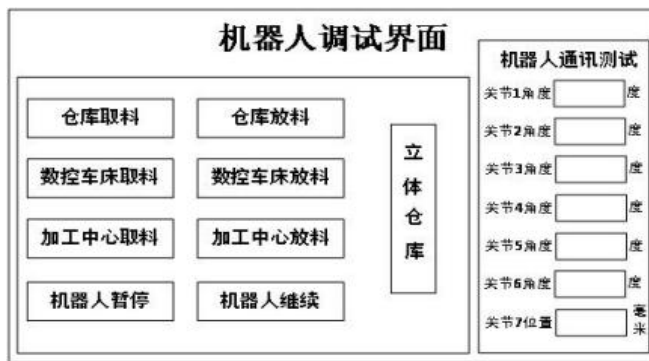 机器人调试界面
仓库取料
仓库放料
数控车床取料
数控车床放料
加工中心取料
加工中心放料
机器人暂停
机器人继续
立体仓库
机器人通讯测试
关节1角度 度
关节2角度 度
关节3角度 度
关节4角度 度
关节5角度 度
关节6角度 度
关节7位置 毫米